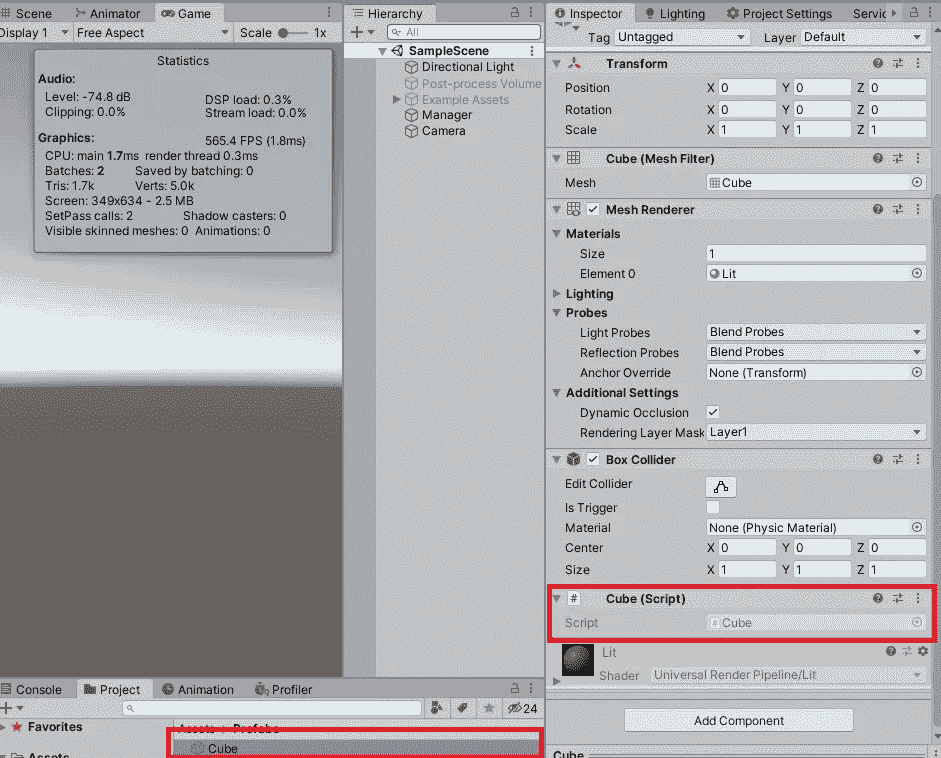 Scene Animator Game
Display 1 Free Aspect Scale 1x
Statistics
Audio:
Level: -74.8 dB DSP load: 0.3%
Clipping: 0.0% Stream load: 0.0%
Graphics: 565.4 FPS (1.8ms)
CPU: main 1.7ms render thread 0.3ms
Batches: 2 Saved by batching: 0
Tris: 1.7k Verts: 5.0k
Screen: 349x634 - 2.5 MB
SetPass calls: 2 Shadow casters: 0
Visible skinned meshes: 0 Animations: 0
Hierarchy
All
SampleScene
Directional Light
Post-process Volume
Example Assets
Manager
Camera
Inspector Lighting Project Settings Servic
Tag Untagged Layer Default
Transform
Position X 0 Y 0 Z 0
Rotation X 0 Y 0 Z 0
Scale X 1 Y 1 Z 1
Cube (Mesh Filter)
Mesh Cube
Mesh Renderer
Materials
Size 1
Element 0 Lit
Lighting
Probes
Light Probes Blend Probes
Reflection Probes Blend Probes
Anchor Override None (Transform)
Additional Settings
Dynamic Occlusion
Rendering Layer Mask Layer1
Box Collider
Edit Collider
Is Trigger
Material None (Physic Material)
Center X 0 Y 0 Z 0
Size X 1 Y 1 Z 1
# Cube (Script)
Script # Cube
Lit
Shader Universal Render Pipeline/Lit
Add Component
Cube
Console Project Animation Profiler
24
Favorites
Assets
Assets Prefabs
Cube